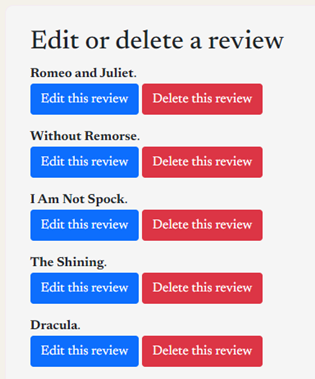 Edit or delete a review
Romeo and Juliet.
Edit this review Delete this review
Without Remorse.
Edit this review Delete this review
I Am Not Spock.
Edit this review Delete this review
The Shining.
Edit this review Delete this review
Dracula.
Edit this review Delete this review